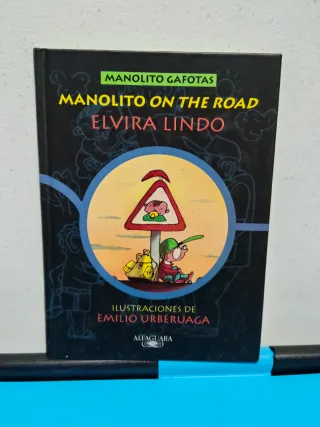 MANOLITO GAFOTAS
MANOLITO ON THE ROAD
ELVIRA LINDO
ILUSTRACIONES DE
EMILIO URBERUAGA
ALFAGUARA